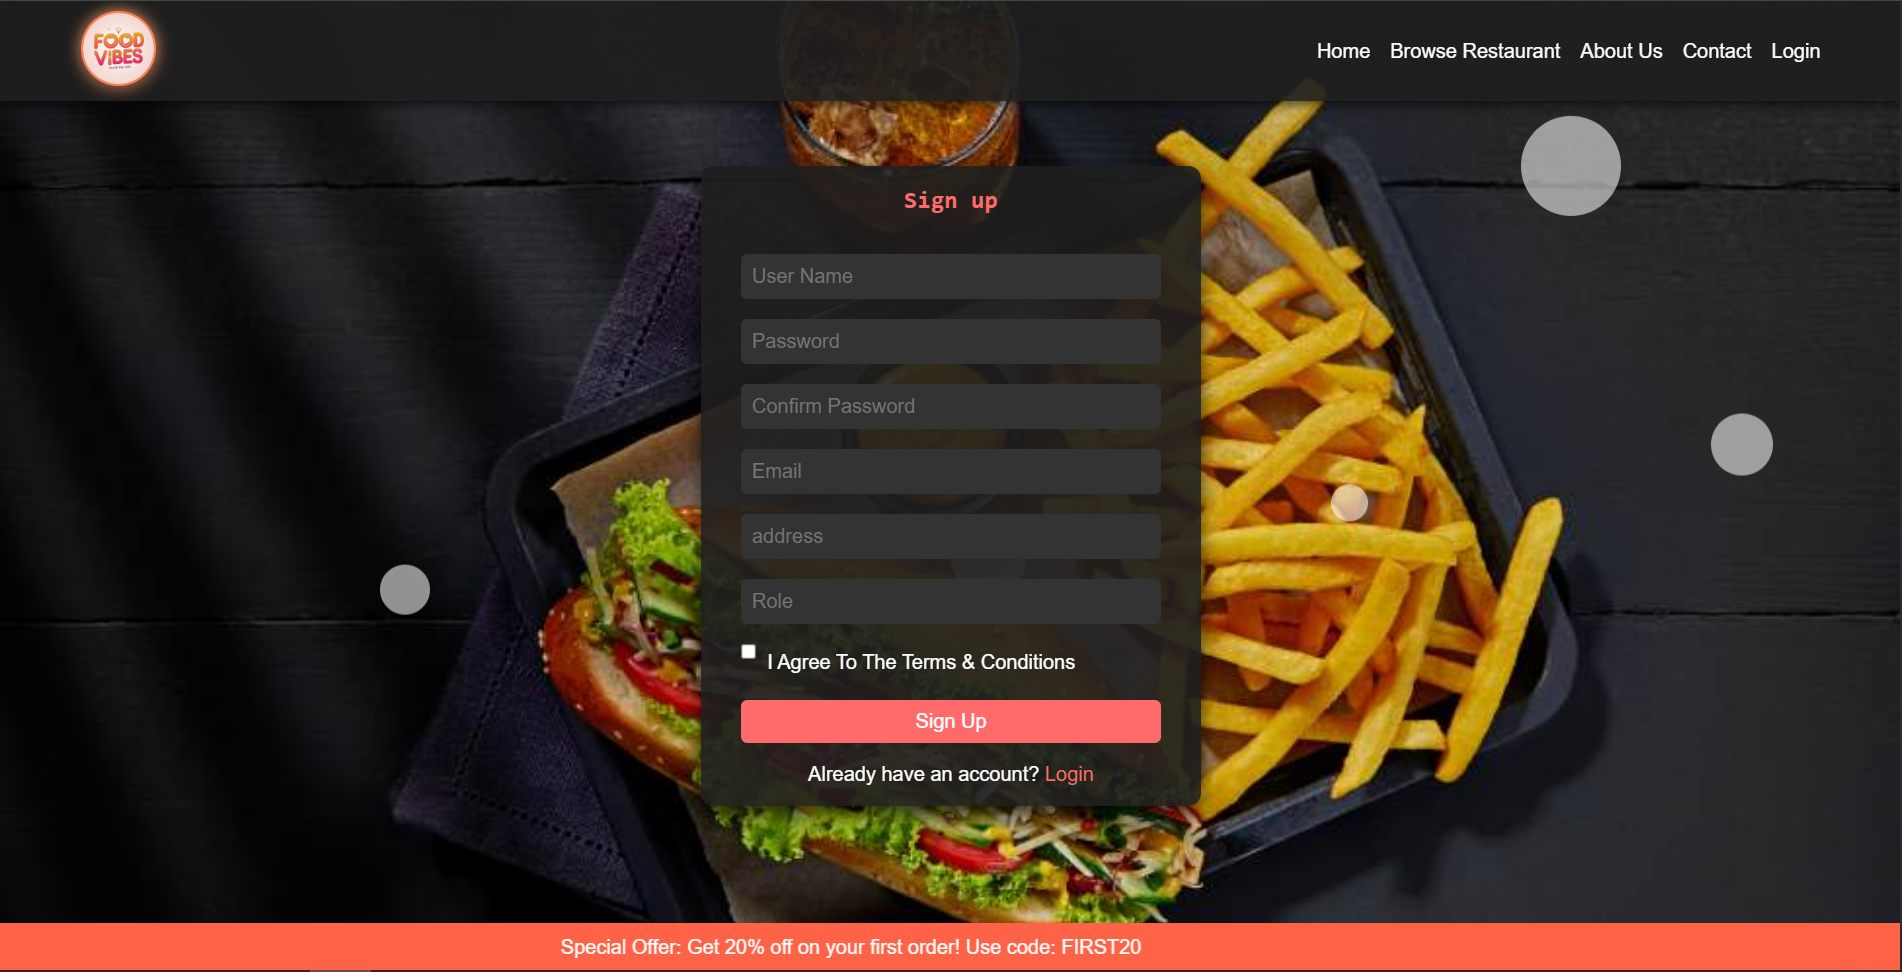 FOOD
VIBES
Home Browse Restaurant About Us Contact Login
Sign up
User Name
Password
Confirm Password
Email
address
Role
I Agree To The Terms & Conditions
Sign Up
Already have an account? Login
Special Offer: Get 20% off on your first order! Use code: FIRST20